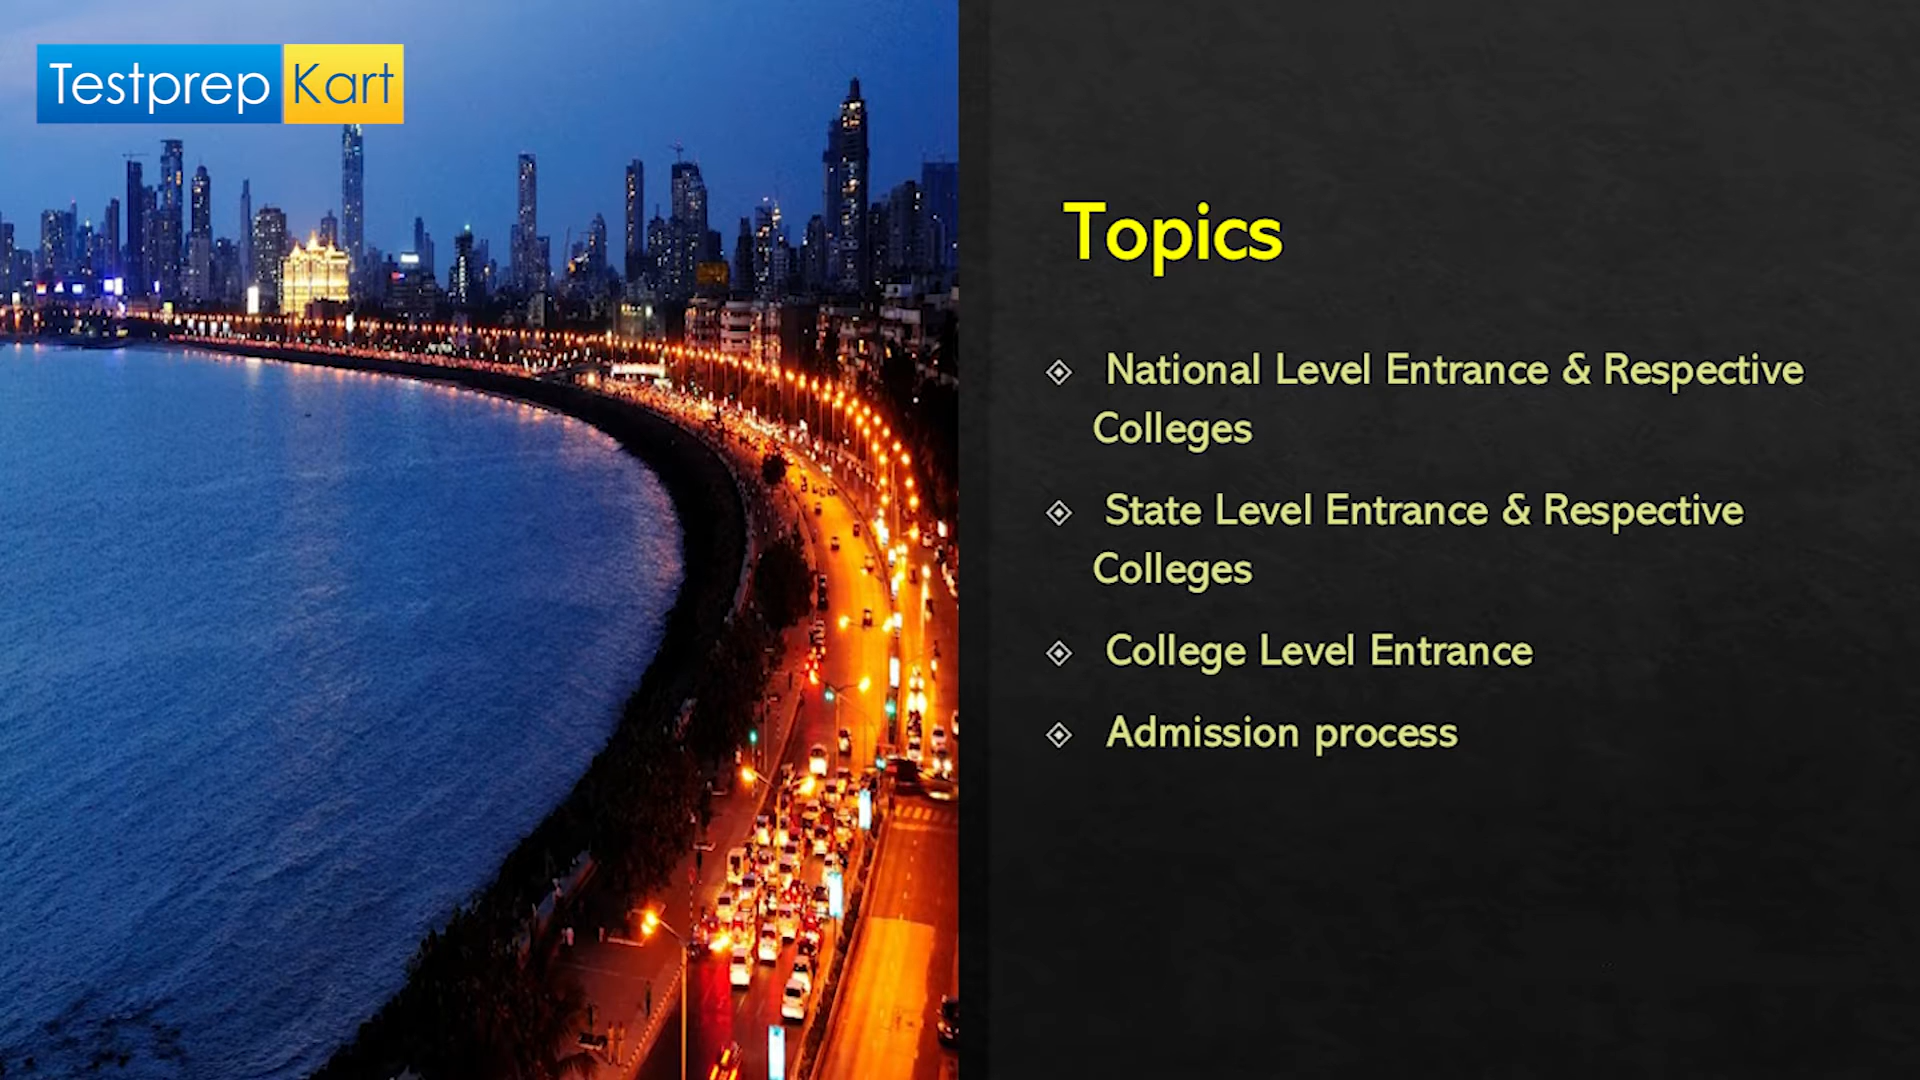 Testprep Kart
Topics
National Level Entrance & Respective
Colleges
State Level Entrance & Respective
Colleges
College Level Entrance
Admission process